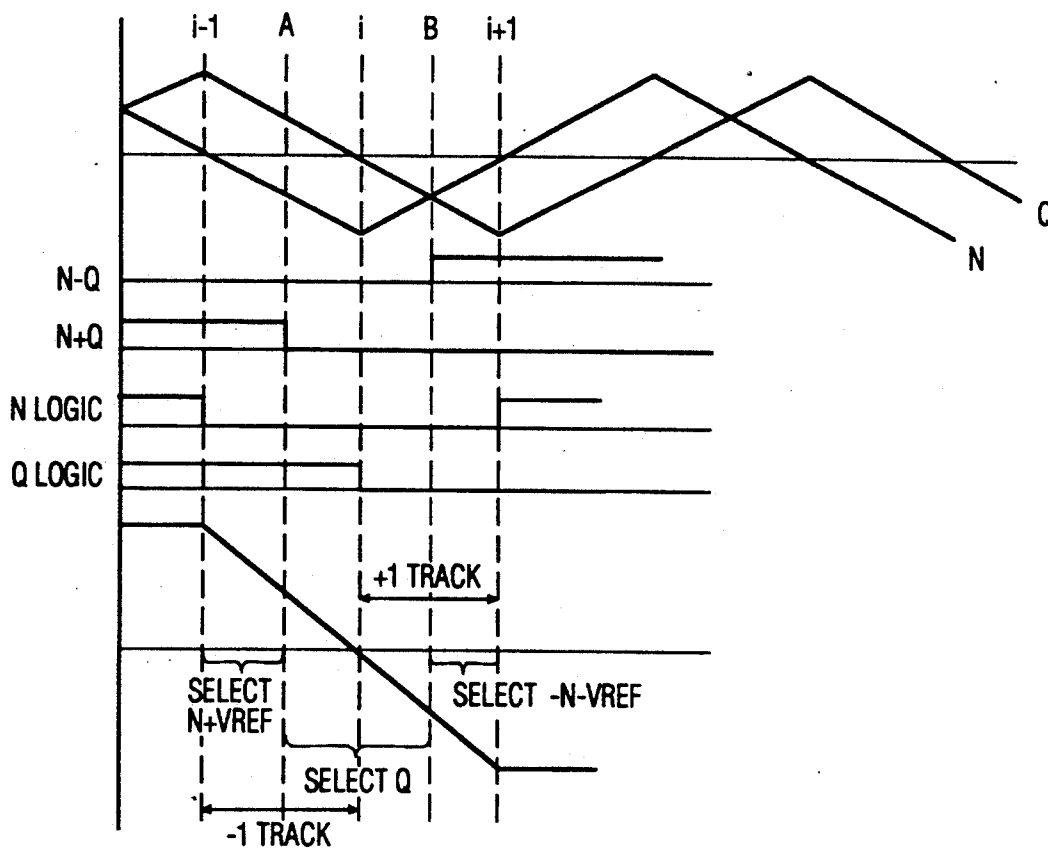 i-1 A i B i+1
Q
N
N-Q
N+Q
N LOGIC
Q LOGIC
+1 TRACK
SELECT
N+VREF
SELECT -N-VREF
SELECT Q
-1 TRACK